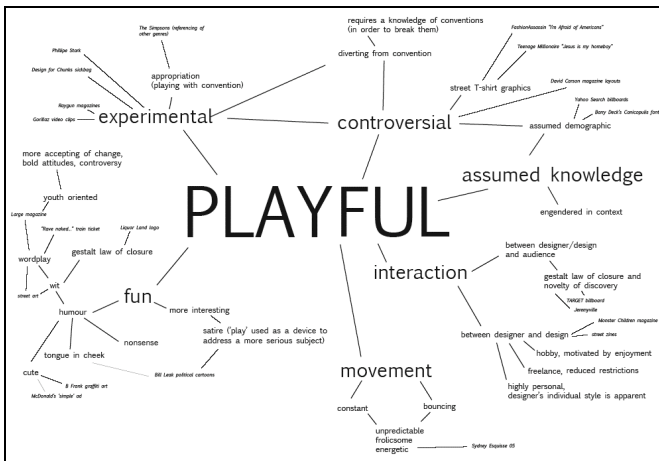 The Simpsons (referencing of
other genres)
Phillipe Stark
Design for Chunks sickbag
appropriation
(playing with convention)
Raygun magazines
Gorillaz video clips
experimental
requires a knowledge of conventions
(in order to break them)
diverting from convention
FashionAssassin "I'm Afraid of Americans"
Teenage Millionaire "Jesus is my homeboy"
street T-shirt graphics
David Carson magazine layouts
Yahoo Search billboards
Barry Deck's Canicopulis font
controversial
assumed demographic
assumed knowledge
engendered in context
more accepting of change,
bold attitudes, controversy
youth oriented
Large magazine
"Rave naked.." train ticket
Liquor Land logo
wordplay
gestalt law of closure
wit
street art
PLAYFUL
fun
humour
more interesting
nonsense
satire ('play' used as a device to
address a more serious subject)
tongue in cheek
cute
Bill Leak political cartoons
B Frank graffiti art
McDonald's 'simple' ad
interaction
between designer/design
and audience
gestalt law of closure and
novelty of discovery
TARGET billboard
Jeremyville
Monster Children magazine
street zines
between designer and design
hobby, motivated by enjoyment
freelance, reduced restrictions
highly personal,
designer's individual style is apparent
movement
constant
bouncing
unpredictable
frolicsome
energetic
Sydney Esquisse 05